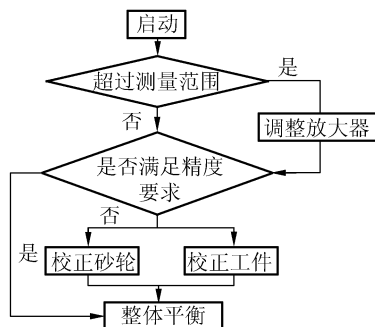 启动
超过测量范围
是
否
调整放大器
是否满足精度
要求
否
是
校正砂轮
校正工件
整体平衡